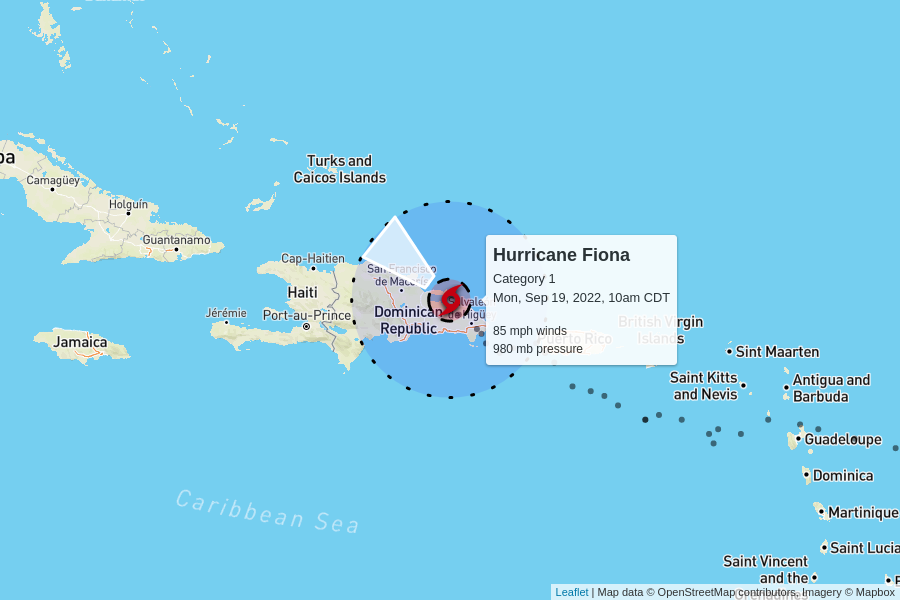 ba
Camagüey
Holguín
Guantanamo
Turks and
Caicos Islands
Cap-Haitien
Haiti
Jérémie
Port-au-Prince
Jamaica
San Francisco
de Macorís
Dominican
Republic
Hurricane Fiona
Category 1
Mon, Sep 19, 2022, 10am CDT
85 mph winds
980 mb pressure
Puerto Rico
British Virgin
Islands
Sint Maarten
Saint Kitts
and Nevis
Antigua and
Barbuda
Guadeloupe
Dominica
Martinique
Saint Lucia
Saint Vincent
and the
Grenadines
Caribbean Sea
Leaflet | Map data © OpenStreetMap contributors, Imagery © Mapbox